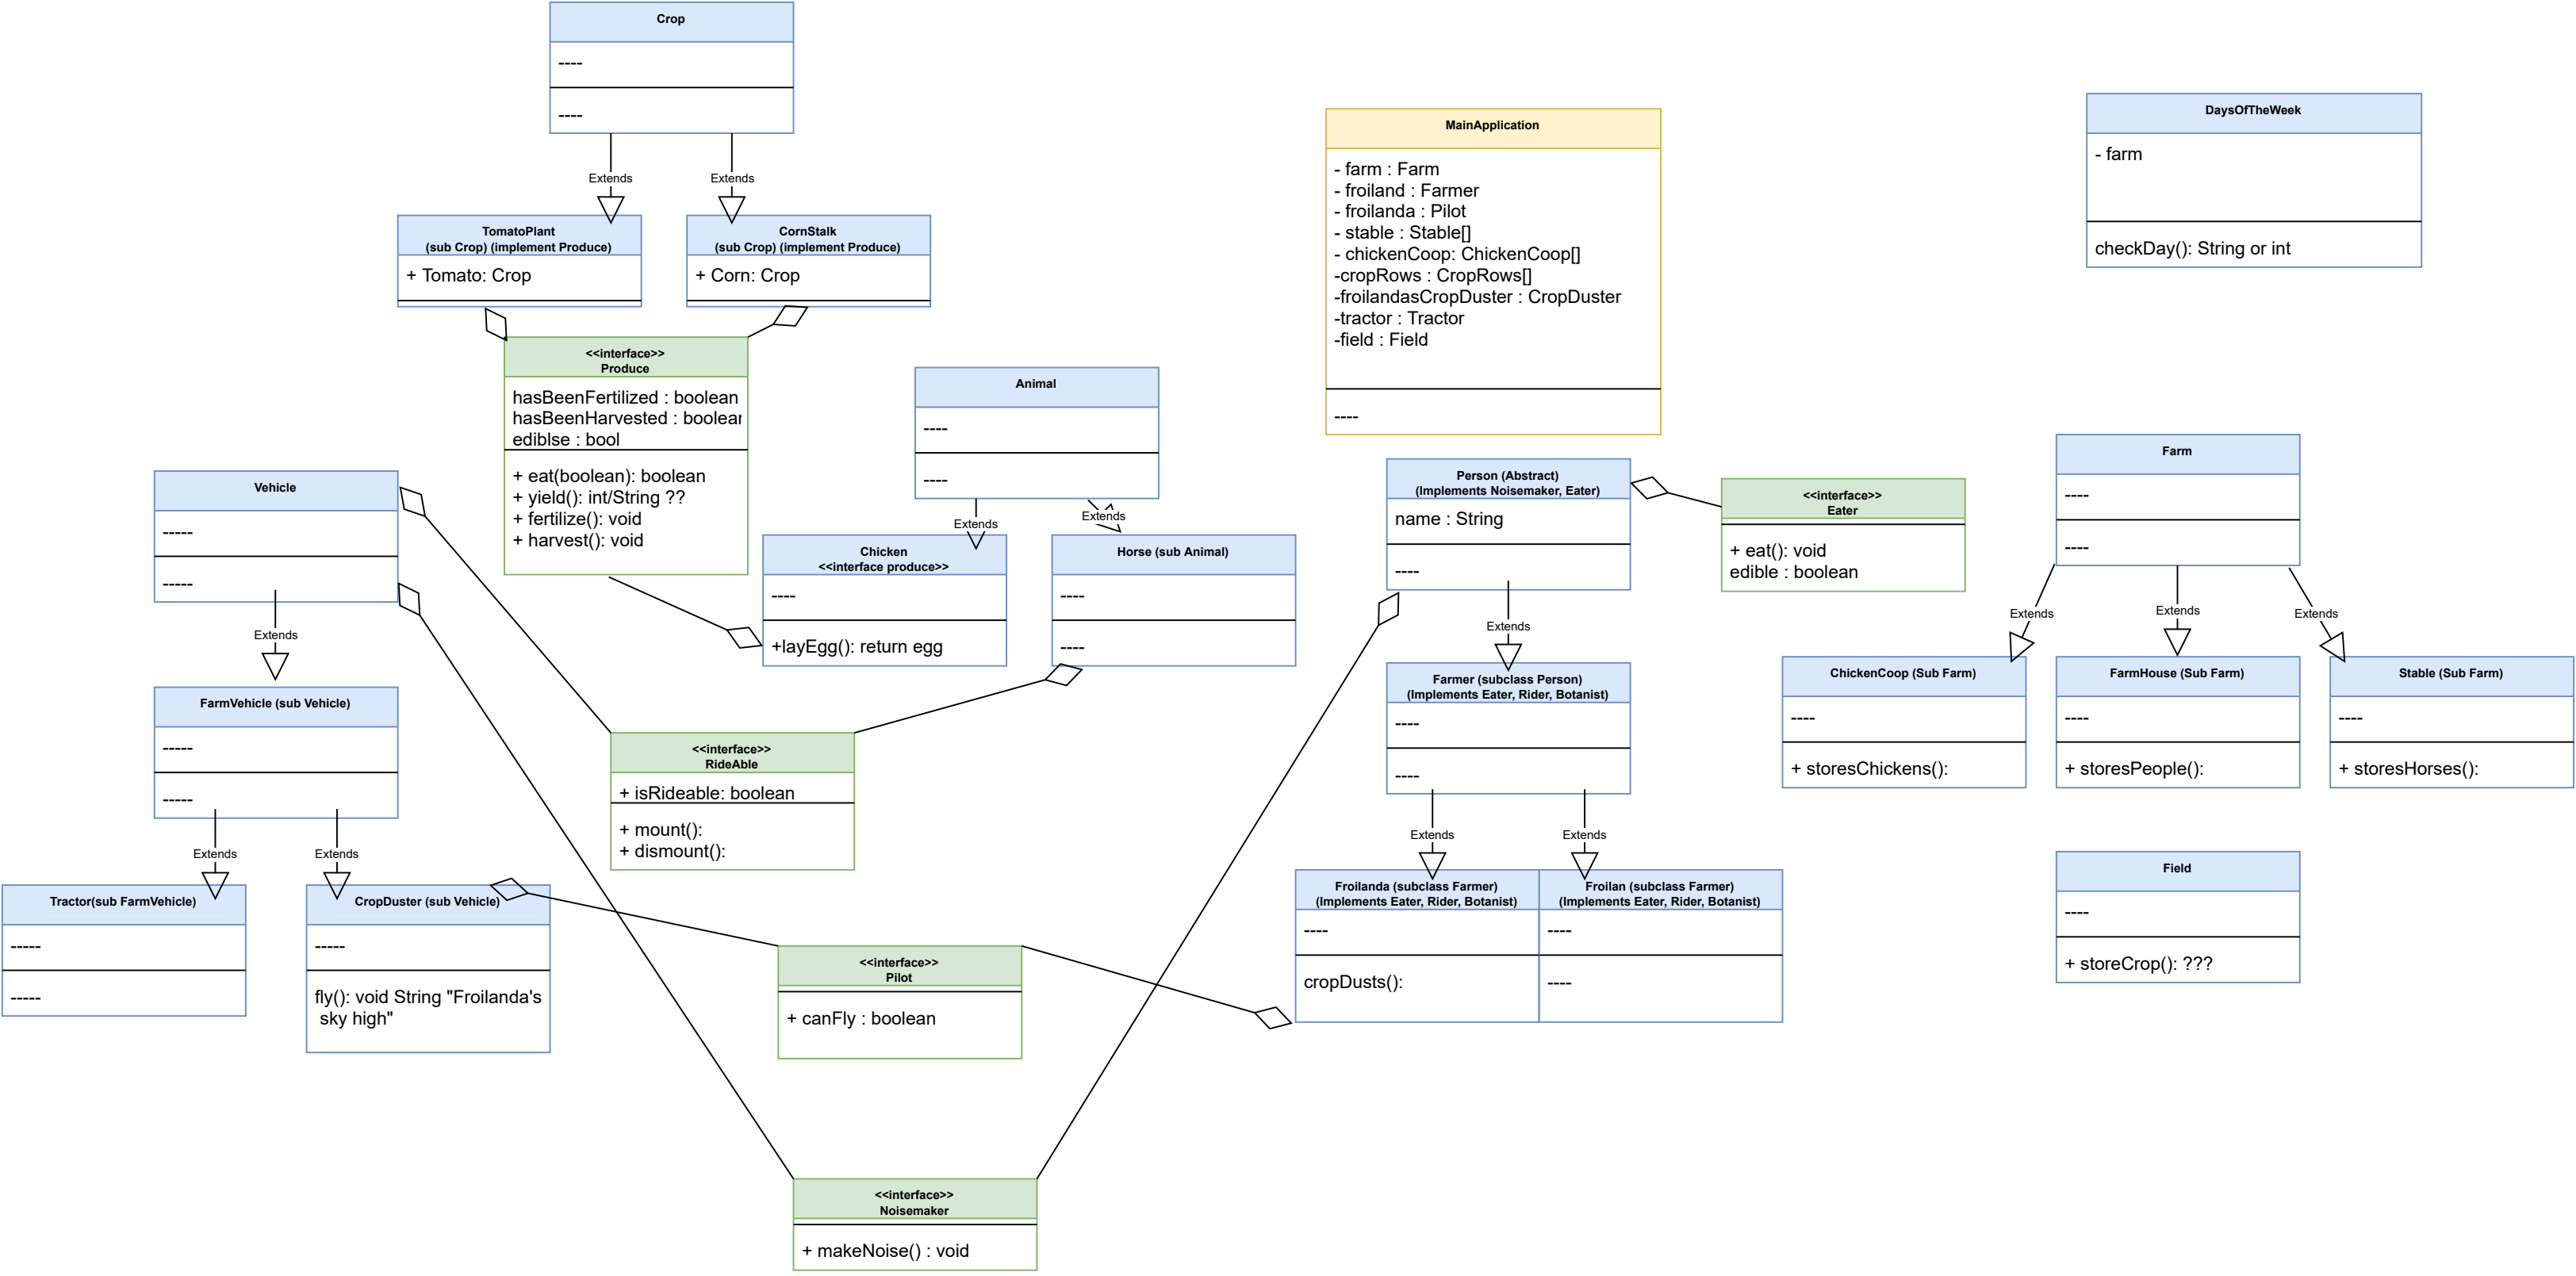 Crop
----
----
Extends
Extends
TomatoPlant
(sub Crop) (implement Produce)
+ Tomato: Crop
CornStalk
(sub Crop) (implement Produce)
+ Corn: Crop
<<interface>>
Produce
hasBeenFertilized : boolean
hasBeenHarvested : boolean
ediblse : bool
+ eat(boolean): boolean
+ yield(): int/String ??
+ fertilize(): void
+ harvest(): void
Animal
----
----
Extends
Extends
Chicken
<<interface produce>>
----
+layEgg(): return egg
Horse (sub Animal)
----
----
MainApplication
- farm : Farm
- froiland : Farmer
- froilanda : Pilot
- stable : Stable[]
- chickenCoop: ChickenCoop[]
-cropRows : CropRows[]
-froilandasCropDuster : CropDuster
-tractor : Tractor
-field : Field
----
DaysOfTheWeek
- farm
checkDay(): String or int
Vehicle
-----
-----
Extends
FarmVehicle (sub Vehicle)
-----
-----
Extends
Extends
Tractor(sub FarmVehicle)
-----
-----
CropDuster (sub Vehicle)
-----
fly(): void String "Froilanda's
sky high"
<<interface>>
RideAble
+ isRideable: boolean
+ mount():
+ dismount():
<<interface>>
Pilot
+ canFly : boolean
<<interface>>
Noisemaker
+ makeNoise() : void
Person (Abstract)
(Implements Noisemaker, Eater)
name : String
----
<<interface>>
Eater
+ eat(): void
edible : boolean
Extends
Farmer (subclass Person)
(Implements Eater, Rider, Botanist)
----
----
Extends
Extends
Froilanda (subclass Farmer)
(Implements Eater, Rider, Botanist)
----
cropDusts():
Froilan (subclass Farmer)
(Implements Eater, Rider, Botanist)
----
----
Farm
----
----
Extends
Extends
Extends
ChickenCoop (Sub Farm)
----
+ storesChickens():
FarmHouse (Sub Farm)
----
+ storesPeople():
Stable (Sub Farm)
----
+ storesHorses():
Field
----
+ storeCrop(): ???